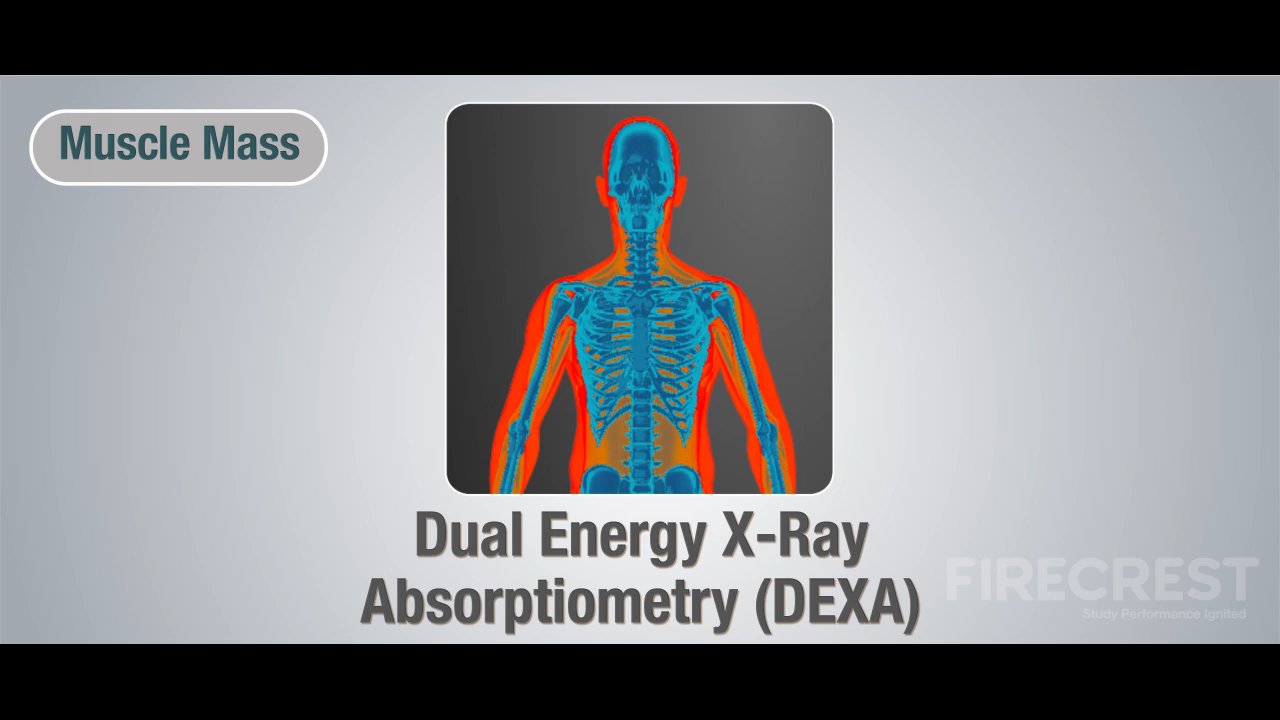 Muscle Mass
Dual Energy X-Ray
Absorptiometry (DEXA)
FIRECREST
Study Performance Ignited